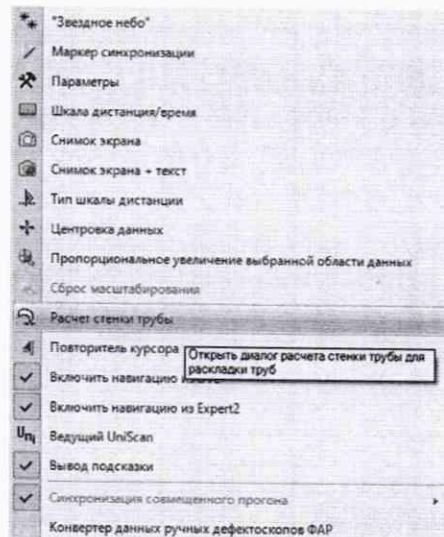 "Звездное небо"
Маркер синхронизации
Параметры
Шкала дистанция/время
Снимок экрана
Снимок экрана + текст
Тип шкалы дистанции
Центровка данных
Пропорциональное увеличение выбранной области данных
Сброс масштабирования
Расчет стенки трубы
Повторитель курсора
Открыть диалог расчета стенки трубы для
раскладки труб
Включить навигацию
Включить навигацию из Expert2
Ведущий UniScan
Вывод подсказки
Синхронизация совмещенного прогона
Конвертер данных ручных дефектоскопов ФАР